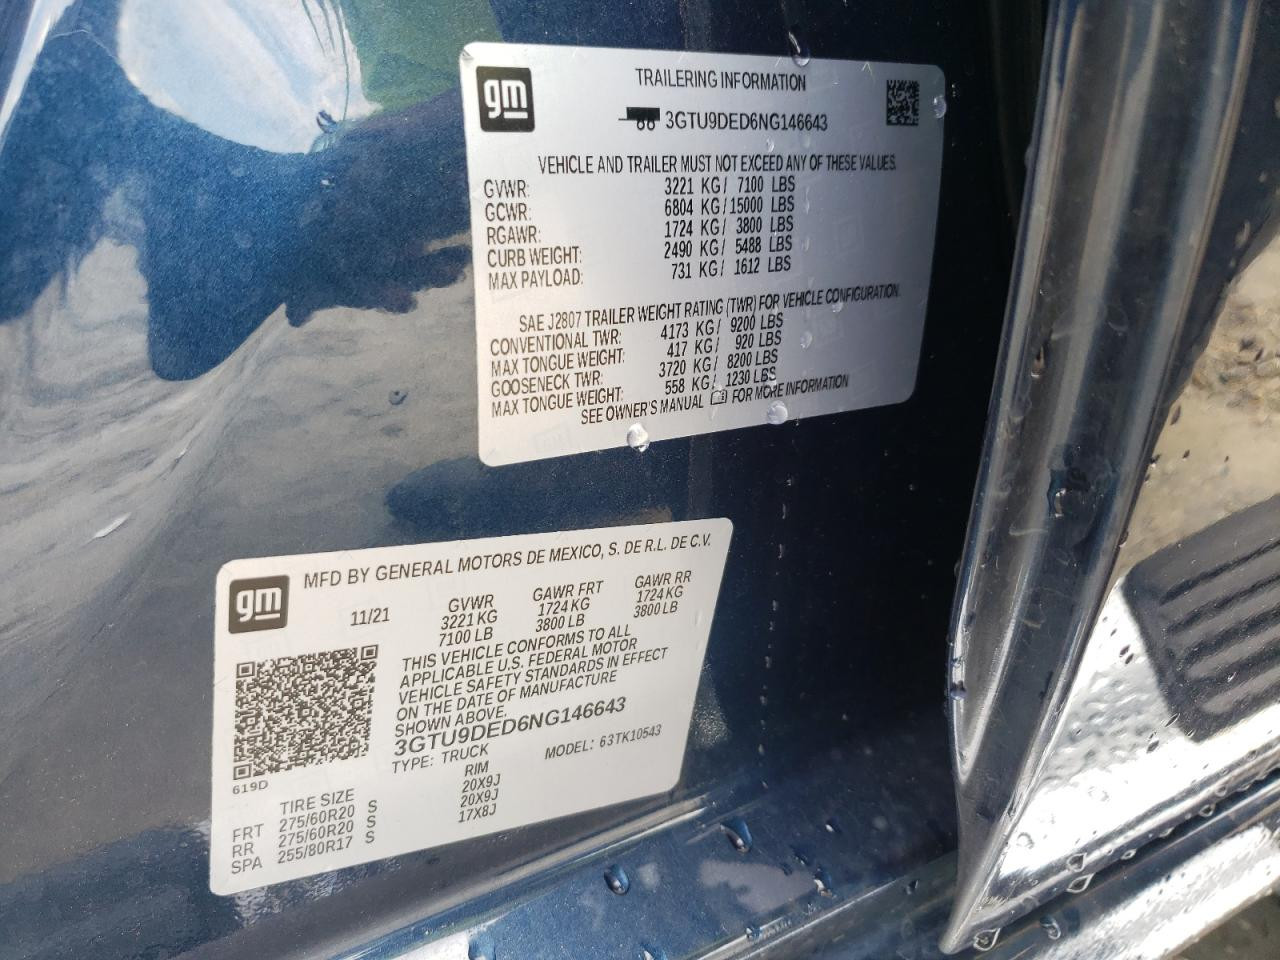 gm
TRAILERING INFORMATION
3GTU9DED6NG146643
VEHICLE AND TRAILER MUST NOT EXCEED ANY OF THESE VALUES.
GVWR: 3221 KG/ 7100 LBS
GCWR: 6804 KG/ 15000 LBS
RGAWR: 1724 KG/ 3800 LBS
CURB WEIGHT: 2490 KG/ 5488 LBS
MAX PAYLOAD: 731 KG/ 1612 LBS
SAE J2807 TRAILER WEIGHT RATING (TWR) FOR VEHICLE CONFIGURATION.
CONVENTIONAL TWR: 4173 KG/ 9200 LBS
MAX TONGUE WEIGHT: 417 KG/ 920 LBS
GOOSENECK TWR: 3720 KG/ 8200 LBS
MAX TONGUE WEIGHT: 558 KG/ 1230 LBS
SEE OWNER'S MANUAL FOR MORE INFORMATION
gm
MFD BY GENERAL MOTORS DE MEXICO, S. DE R.L. DE C.V.
11/21 GVWR GAWR FRT GAWR RR
3221 KG 1724 KG 1724 KG
7100 LB 3800 LB 3800 LB
THIS VEHICLE CONFORMS TO ALL
APPLICABLE U.S. FEDERAL MOTOR
VEHICLE SAFETY STANDARDS IN EFFECT
ON THE DATE OF MANUFACTURE
SHOWN ABOVE.
3GTU9DED6NG146643
TYPE: TRUCK MODEL: 63TK10543
619D
TIRE SIZE RIM
FRT 275/60R20 S 20X9J
RR 275/60R20 S 20X9J
SPA 255/80R17 S 17X8J